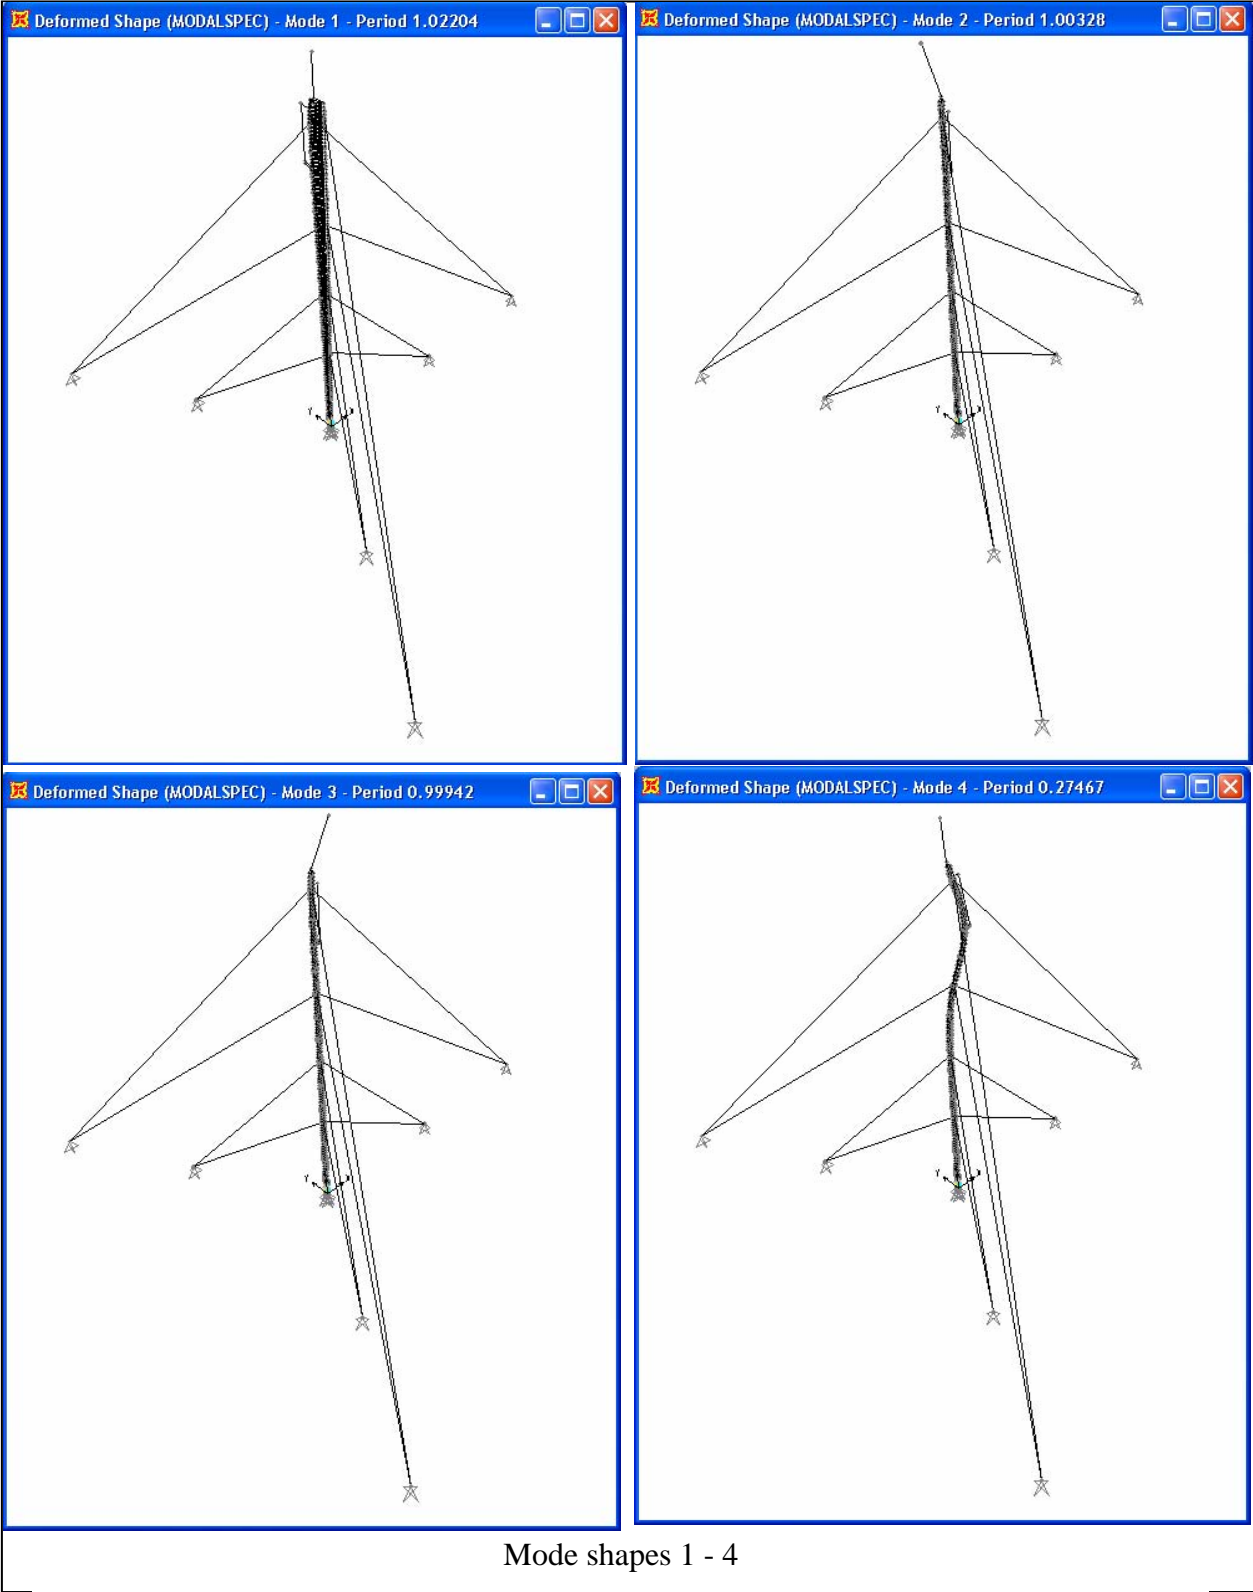 Deformed Shape (MODALSPEC) - Mode 1 - Period 1.02204
Deformed Shape (MODALSPEC) - Mode 2 - Period 1.00328
Y
X
Y
X
Deformed Shape (MODALSPEC) - Mode 3 - Period 0.99942
Deformed Shape (MODALSPEC) - Mode 4 - Period 0.27467
Y
X
Y
X
Mode shapes 1 - 4